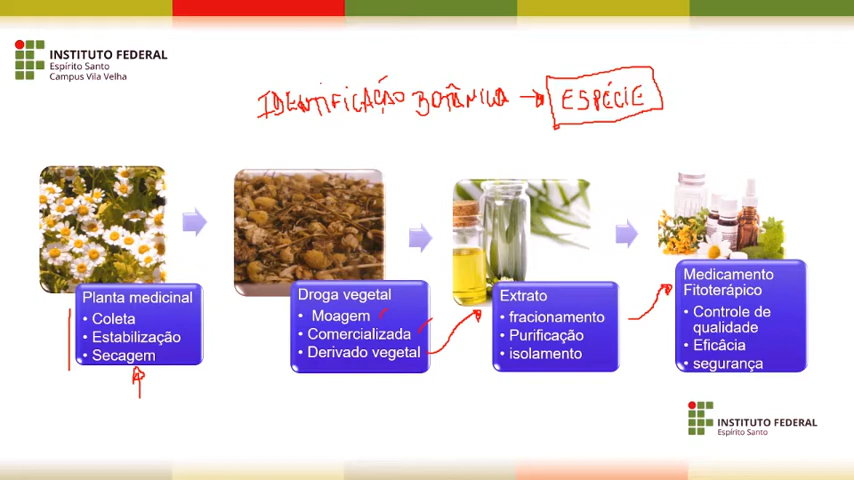 INSTITUTO FEDERAL
Espírito Santo
Campus Vila Velha
IDENTIFICAÇÃO BOTÂNICA → ESPÉCIE
Planta medicinal
• Coleta
• Estabilização
• Secagem
Droga vegetal
• Moagem
• Comercializada
• Derivado vegetal
Extrato
• fracionamento
• Purificação
• isolamento
Medicamento
Fitoterápico
• Controle de
qualidade
• Eficácia
• segurança
INSTITUTO FEDERAL
Espírito Santo